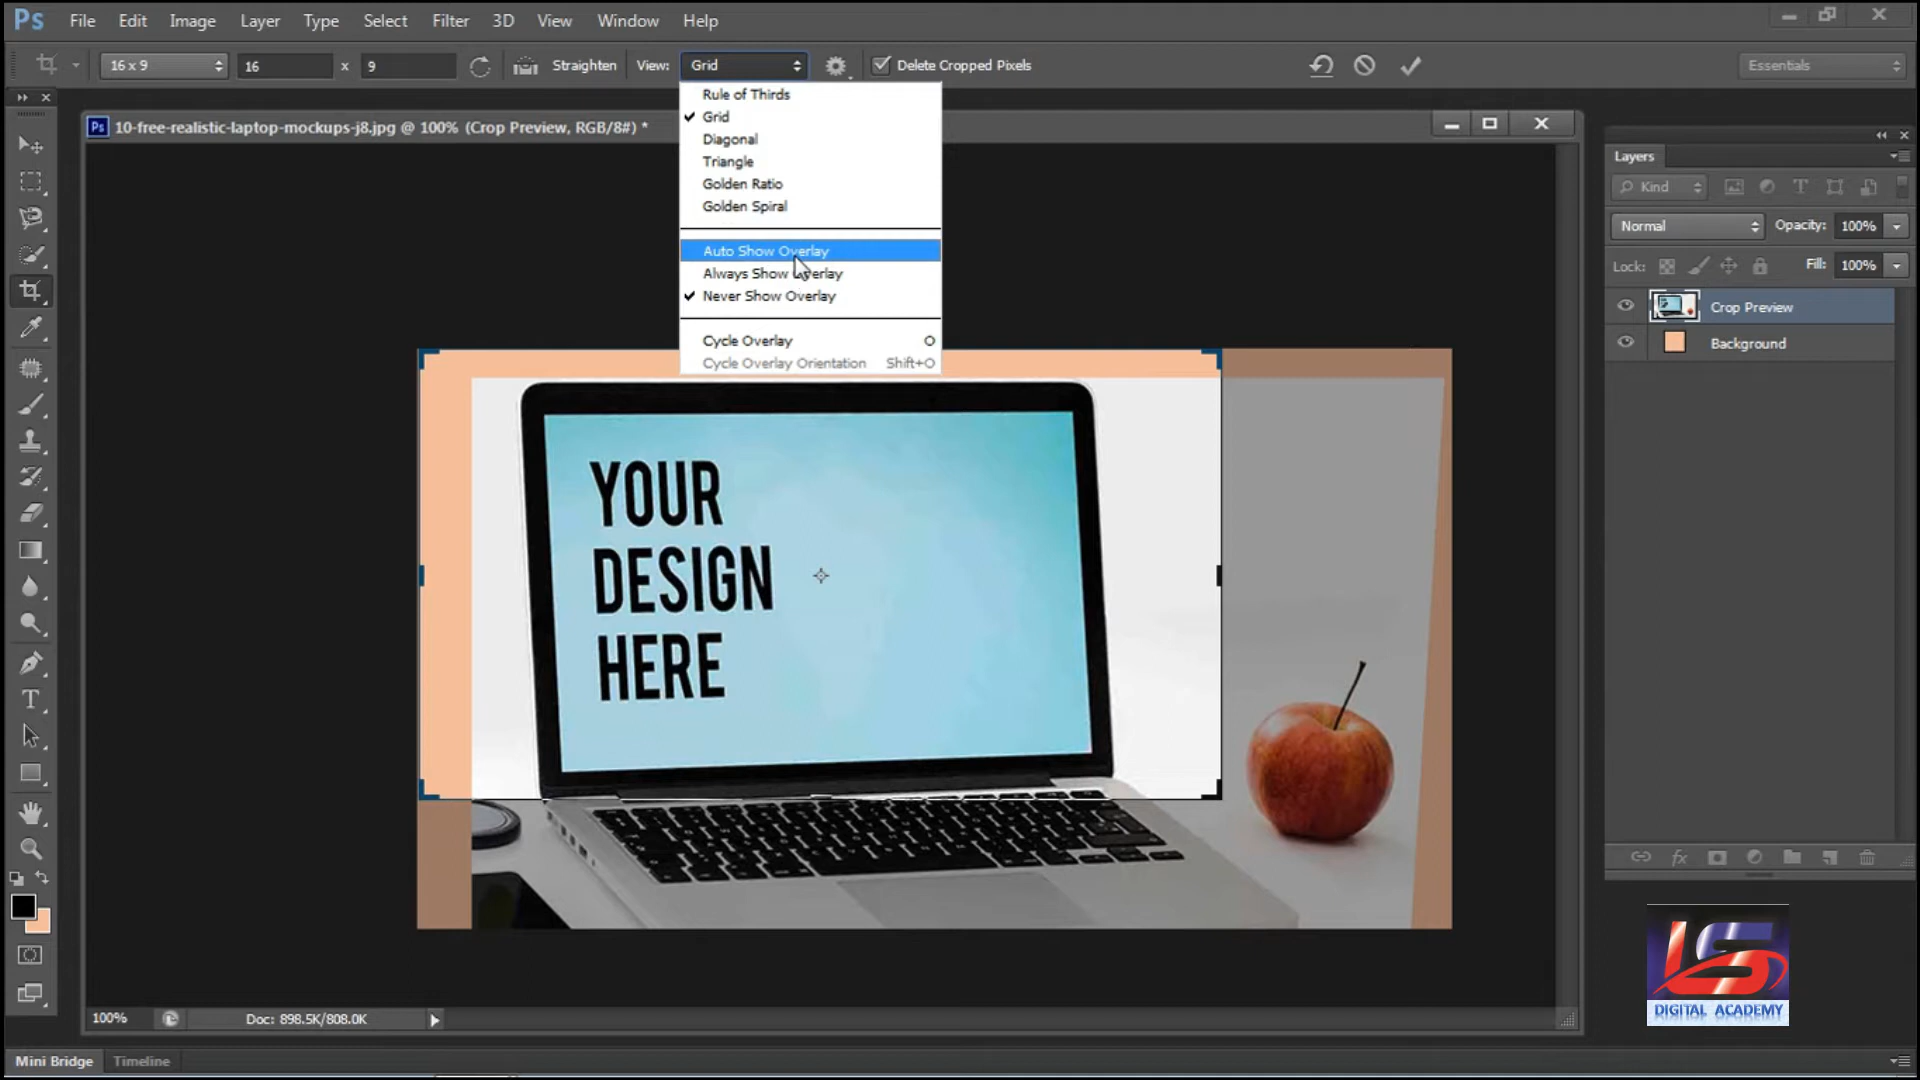 Ps File Edit Image Layer Type Select Filter 3D View Window Help
16 x 9 16 x 9 Straighten View: Grid Delete Cropped Pixels Essentials
Rule of Thirds
Grid
Diagonal
Triangle
Golden Ratio
Golden Spiral
Auto Show Overlay
Always Show Overlay
Never Show Overlay
Cycle Overlay O
Cycle Overlay Orientation Shift+O
Ps 10-free-realistic-laptop-mockups-j8.jpg @ 100% (Crop Preview, RGB/8#) *
YOUR
DESIGN
HERE
Layers
Kind
Normal Opacity: 100%
Lock: Fill: 100%
Crop Preview
Background
fx
LS
DIGITAL ACADEMY
100% Doc: 898.5K/808.0K
Mini Bridge Timeline